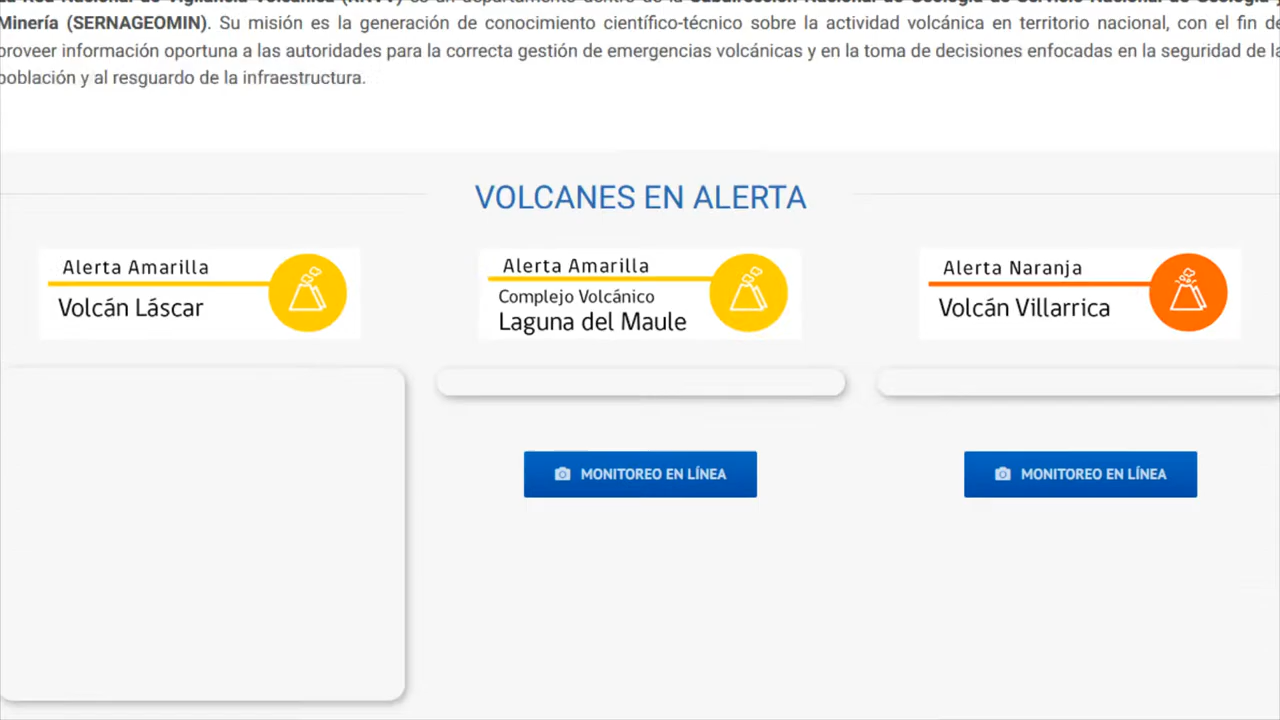 Minería (SERNAGEOMIN). Su misión es la generación de conocimiento científico-técnico sobre la actividad volcánica en territorio nacional, con el fin de
proveer información oportuna a las autoridades para la correcta gestión de emergencias volcánicas y en la toma de decisiones enfocadas en la seguridad de la
población y al resguardo de la infraestructura.
VOLCANES EN ALERTA
Alerta Amarilla
Volcán Láscar
Alerta Amarilla
Complejo Volcánico
Laguna del Maule
Alerta Naranja
Volcán Villarrica
MONITOREO EN LÍNEA
MONITOREO EN LÍNEA